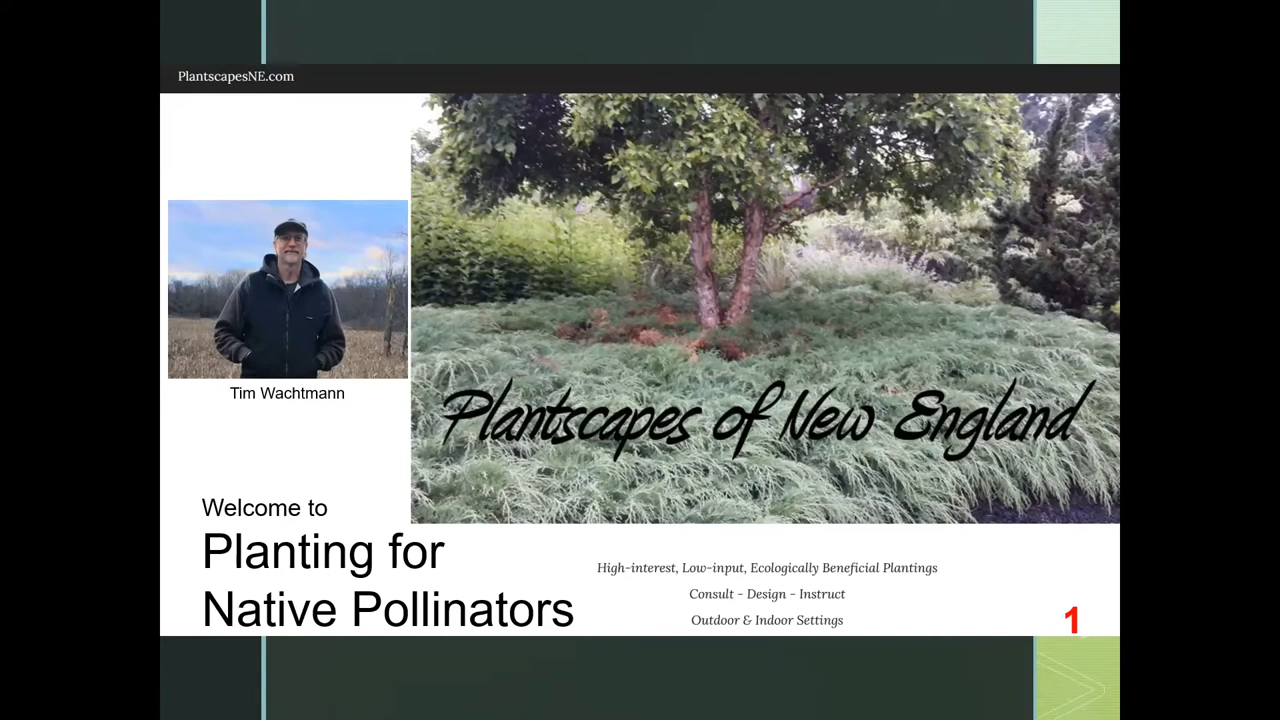 PlantscapesNE.com
Tim Wachtmann
Plantscapes of New England
Welcome to
Planting for
Native Pollinators
High-interest, Low-input, Ecologically Beneficial Plantings
Consult - Design - Instruct
Outdoor & Indoor Settings
1